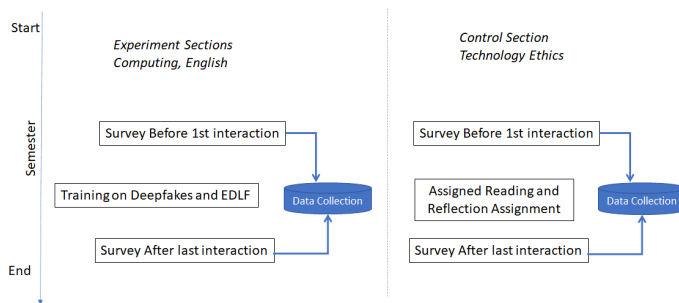 Start
Experiment Sections
Computing, English
Control Section
Technology Ethics
Semester
Survey Before 1st interaction
Survey Before 1st interaction
Training on Deepfakes and EDLF
Data Collection
Assigned Reading and
Reflection Assignment
Data Collection
Survey After last interaction
Survey After last interaction
End